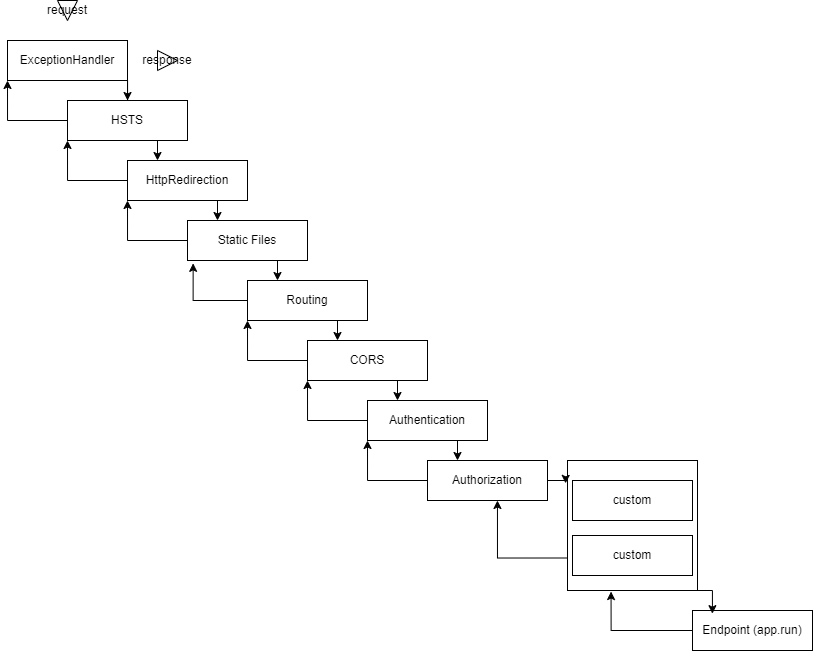 request
ExceptionHandler
response
HSTS
HttpRedirection
Static Files
Routing
CORS
Authentication
Authorization
custom
custom
Endpoint (app.run)